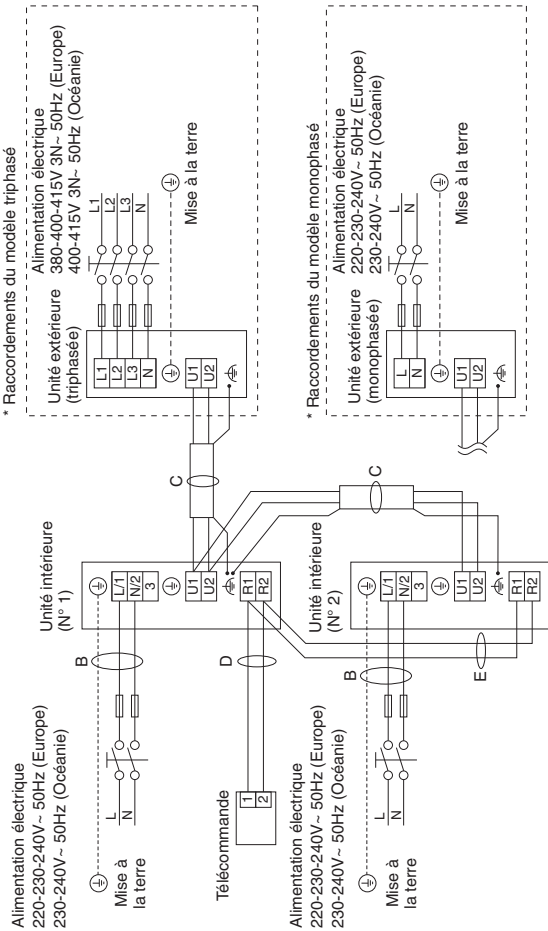 Alimentation électrique
220-230-240V ~ 50Hz (Europe)
230-240V ~ 50Hz (Océanie)
L
N
Mise à
la terre
B
Unité intérieure
(N° 1)
L/1
N/2
3
U1
U2
R1
R2
Télécommande
1
2
D
C
* Raccordements du modèle triphasé
Unité extérieure
(triphasée)
Alimentation électrique
380-400-415V 3N~ 50Hz (Europe)
400-415V 3N~ 50Hz (Océanie)
L1
L2
L3
N
L1
L2
L3
N
U1
U2
Mise à la terre
Alimentation électrique
220-230-240V ~ 50Hz (Europe)
230-240V ~ 50Hz (Océanie)
L
N
Mise à
la terre
B
E
Unité intérieure
(N° 2)
L/1
N/2
3
U1
U2
R1
R2
C
* Raccordements du modèle monophasé
Unité extérieure
(monophasée)
Alimentation électrique
220-230-240V ~ 50Hz (Europe)
230-240V ~ 50Hz (Océanie)
L
N
L
N
U1
U2
Mise à la terre